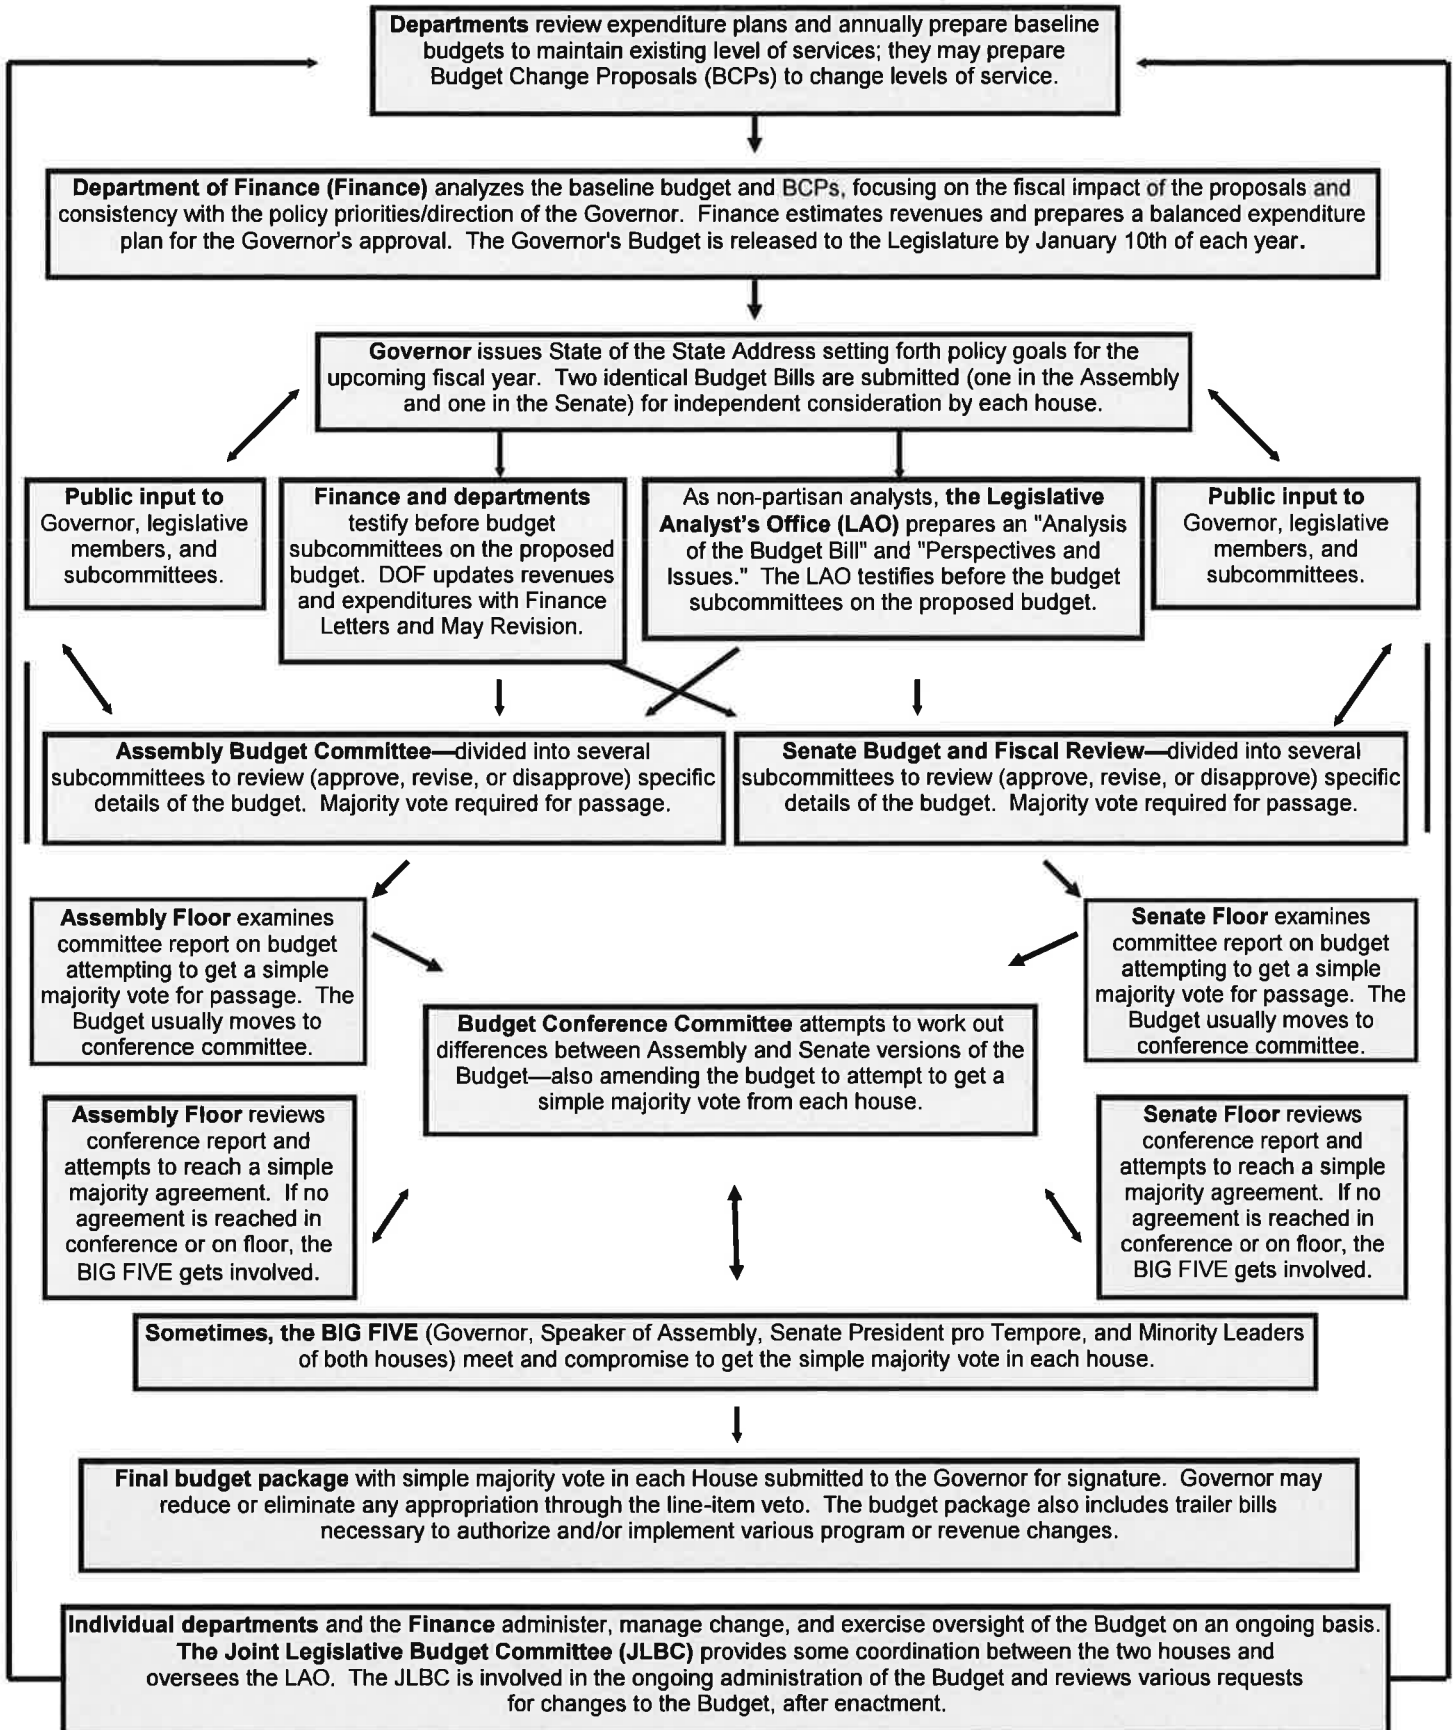 Departments review expenditure plans and annually prepare baseline
budgets to maintain existing level of services; they may prepare
Budget Change Proposals (BCPs) to change levels of service.
Department of Finance (Finance) analyzes the baseline budget and BCPs, focusing on the fiscal impact of the proposals and
consistency with the policy priorities/direction of the Governor. Finance estimates revenues and prepares a balanced expenditure
plan for the Governor's approval. The Governor's Budget is released to the Legislature by January 10th of each year.
Governor issues State of the State Address setting forth policy goals for the
upcoming fiscal year. Two identical Budget Bills are submitted (one in the Assembly
and one in the Senate) for independent consideration by each house.
Public input to
Governor, legislative
members, and
subcommittees.
Finance and departments
testify before budget
subcommittees on the proposed
budget. DOF updates revenues
and expenditures with Finance
Letters and May Revision.
As non-partisan analysts, the Legislative
Analyst's Office (LAO) prepares an "Analysis
of the Budget Bill" and "Perspectives and
Issues." The LAO testifies before the budget
subcommittees on the proposed budget.
Public input to
Governor, legislative
members, and
subcommittees.
Assembly Budget Committee—divided into several
subcommittees to review (approve, revise, or disapprove) specific
details of the budget. Majority vote required for passage.
Senate Budget and Fiscal Review—divided into several
subcommittees to review (approve, revise, or disapprove) specific
details of the budget. Majority vote required for passage.
Assembly Floor examines
committee report on budget
attempting to get a simple
majority vote for passage. The
Budget usually moves to
conference committee.
Senate Floor examines
committee report on budget
attempting to get a simple
majority vote for passage. The
Budget usually moves to
conference committee.
Budget Conference Committee attempts to work out
differences between Assembly and Senate versions of the
Budget—also amending the budget to attempt to get a
simple majority vote from each house.
Assembly Floor reviews
conference report and
attempts to reach a simple
majority agreement. If no
agreement is reached in
conference or on floor, the
BIG FIVE gets involved.
Senate Floor reviews
conference report and
attempts to reach a simple
majority agreement. If no
agreement is reached in
conference or on floor, the
BIG FIVE gets involved.
Sometimes, the BIG FIVE (Governor, Speaker of Assembly, Senate President pro Tempore, and Minority Leaders
of both houses) meet and compromise to get the simple majority vote in each house.
Final budget package with simple majority vote in each House submitted to the Governor for signature. Governor may
reduce or eliminate any appropriation through the line-item veto. The budget package also includes trailer bills
necessary to authorize and/or implement various program or revenue changes.
Individual departments and the Finance administer, manage change, and exercise oversight of the Budget on an ongoing basis.
The Joint Legislative Budget Committee (JLBC) provides some coordination between the two houses and
oversees the LAO. The JLBC is involved in the ongoing administration of the Budget and reviews various requests
for changes to the Budget, after enactment.